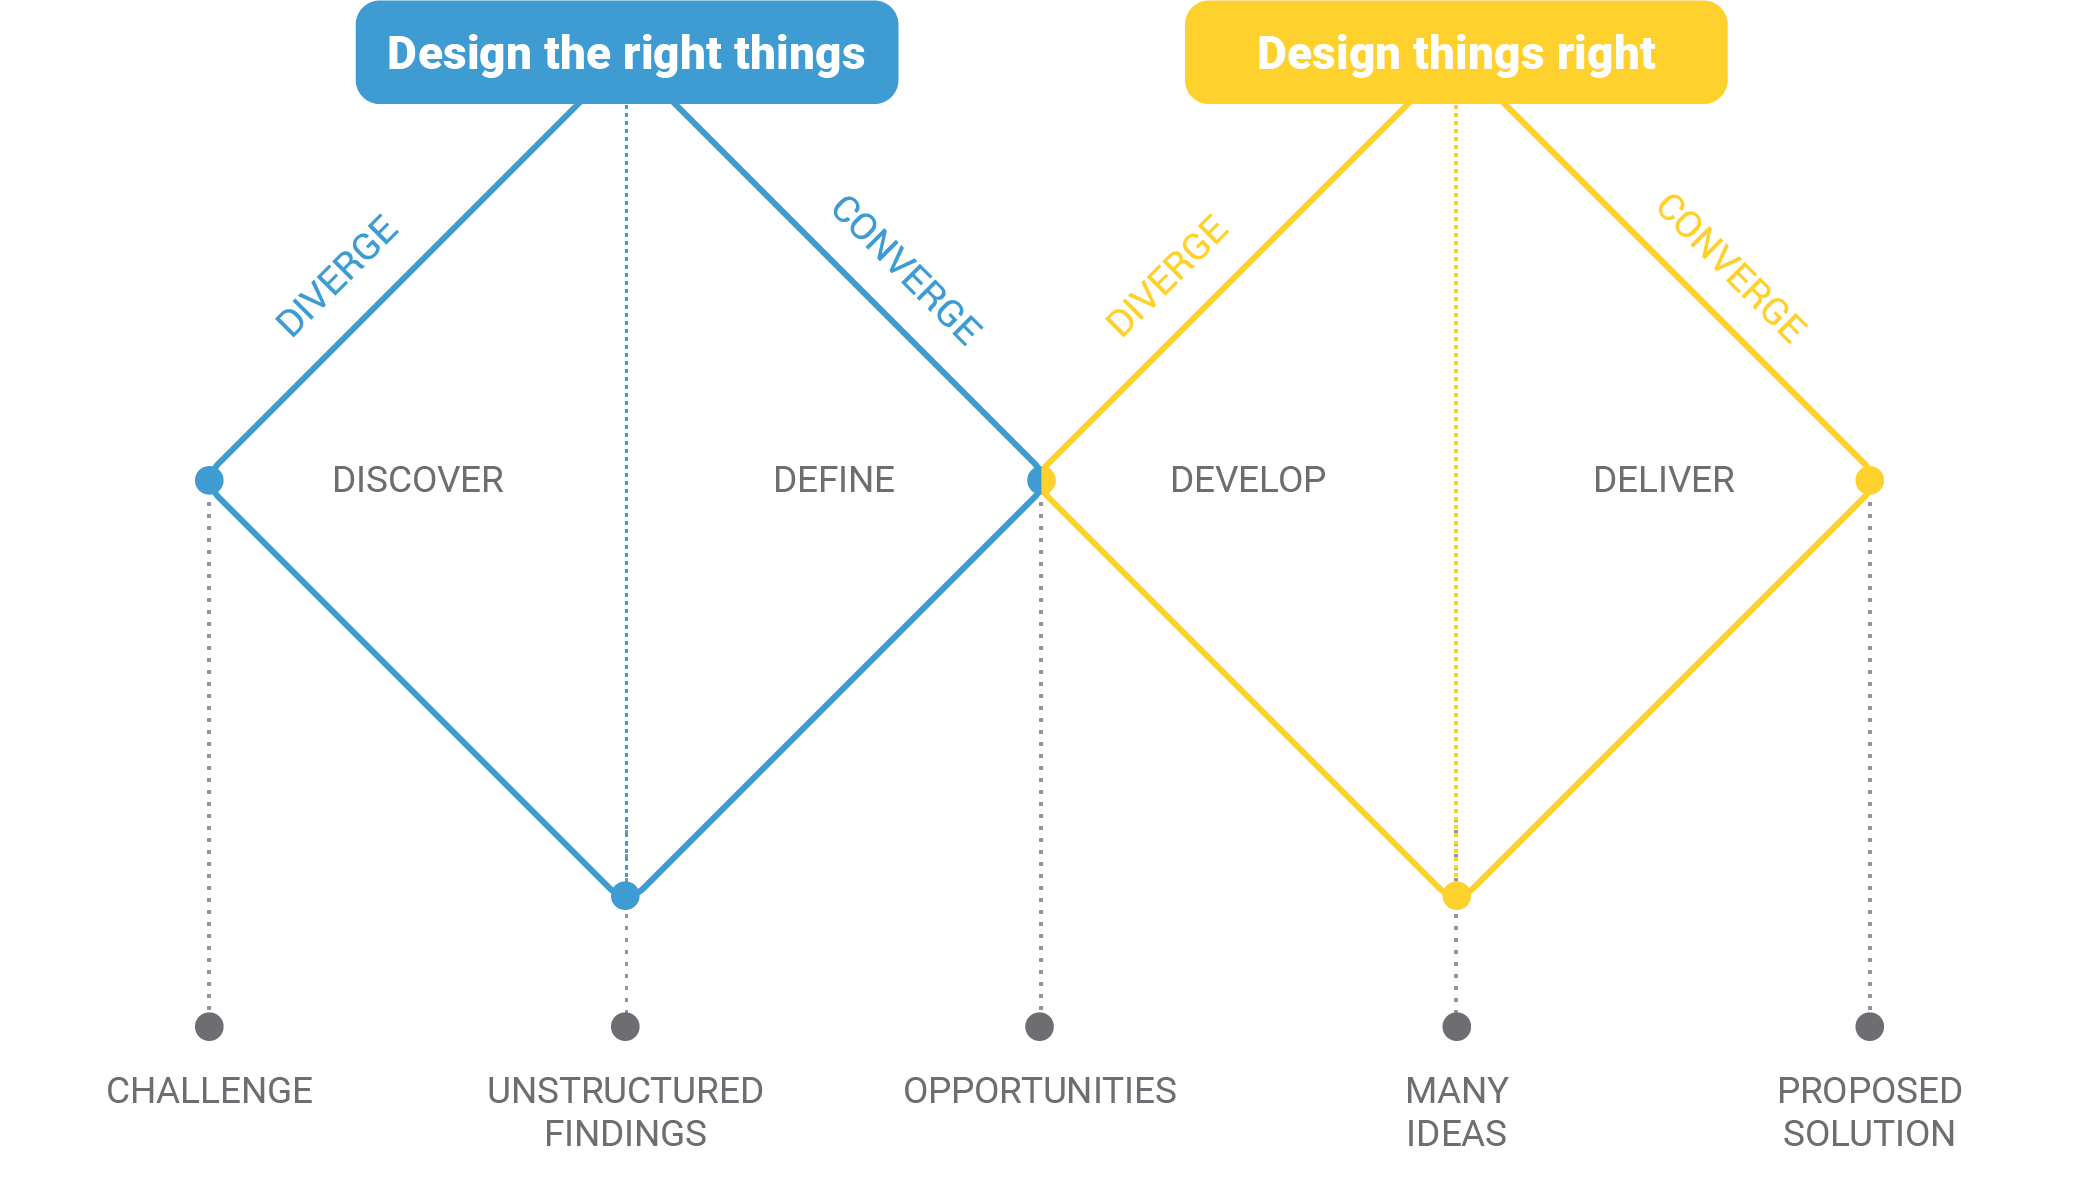 Design the right things
Design things right
DIVERGE
CONVERGE
DIVERGE
CONVERGE
DISCOVER
DEFINE
DEVELOP
DELIVER
CHALLENGE
UNSTRUCTURED
FINDINGS
OPPORTUNITIES
MANY
IDEAS
PROPOSED
SOLUTION